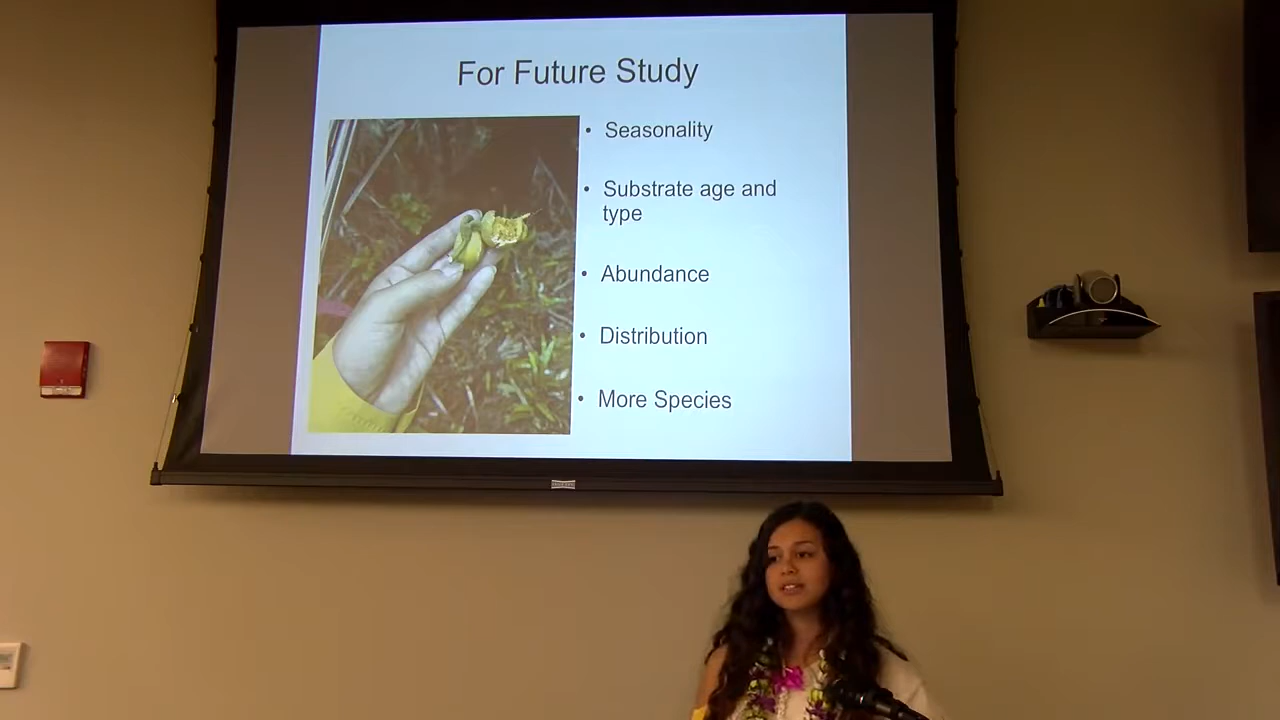 For Future Study
• Seasonality
• Substrate age and
type
• Abundance
• Distribution
• More Species